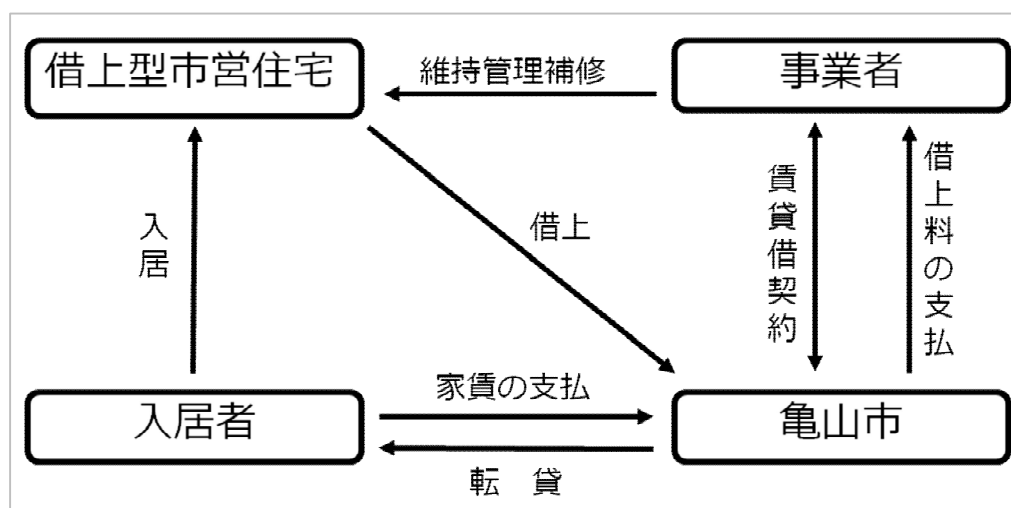 借上型市営住宅
維持管理補修
事業者
入居
借上
賃貸借契約
借上料の支払
入居者
家賃の支払
転　貸
亀山市